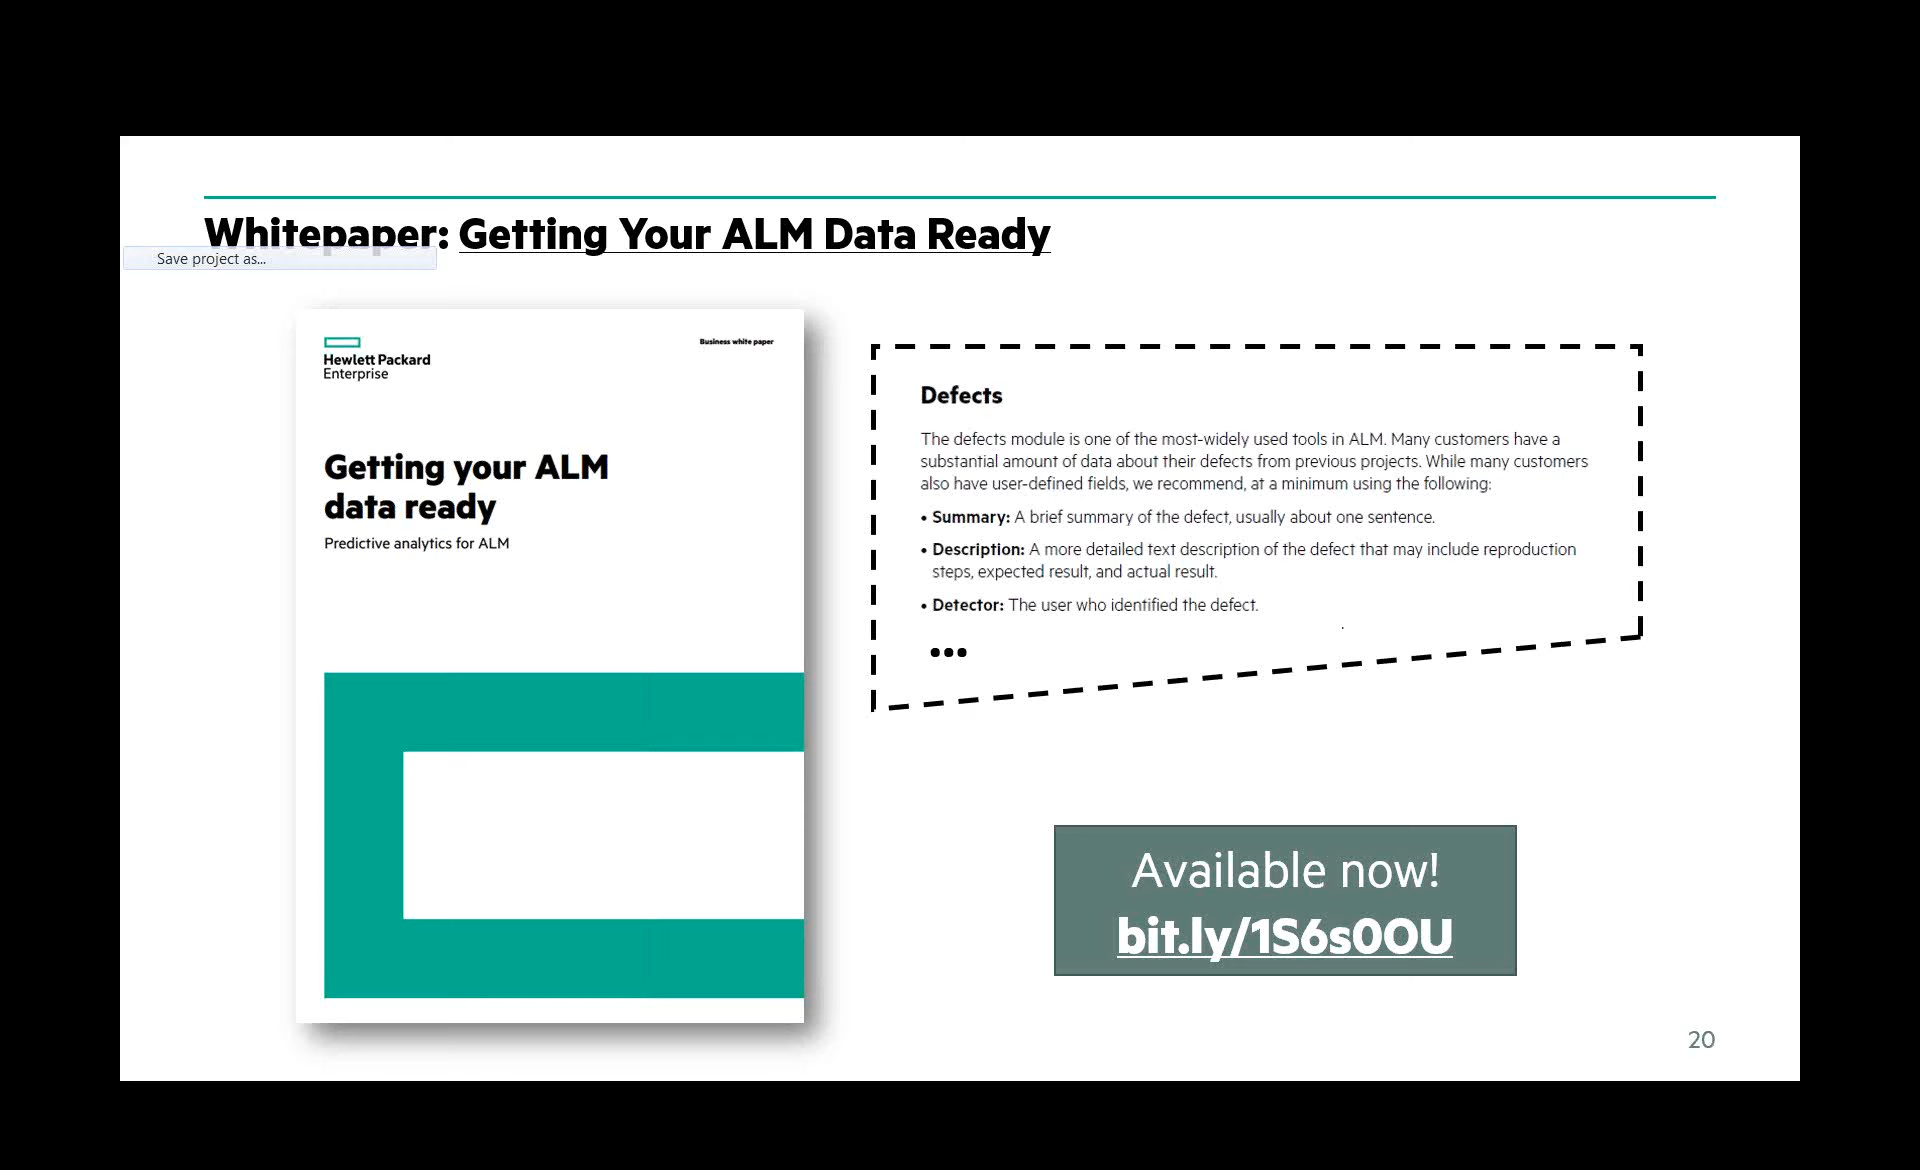 Whitepaper: Getting Your ALM Data Ready
Save project as...
Hewlett Packard
Enterprise
Business white paper
Getting your ALM
data ready
Predictive analytics for ALM
Defects
The defects module is one of the most-widely used tools in ALM. Many customers have a
substantial amount of data about their defects from previous projects. While many customers
also have user-defined fields, we recommend, at a minimum using the following:
• Summary: A brief summary of the defect, usually about one sentence.
• Description: A more detailed text description of the defect that may include reproduction
steps, expected result, and actual result.
• Detector: The user who identified the defect.
•••
Available now!
bit.ly/1S6s0OU
20